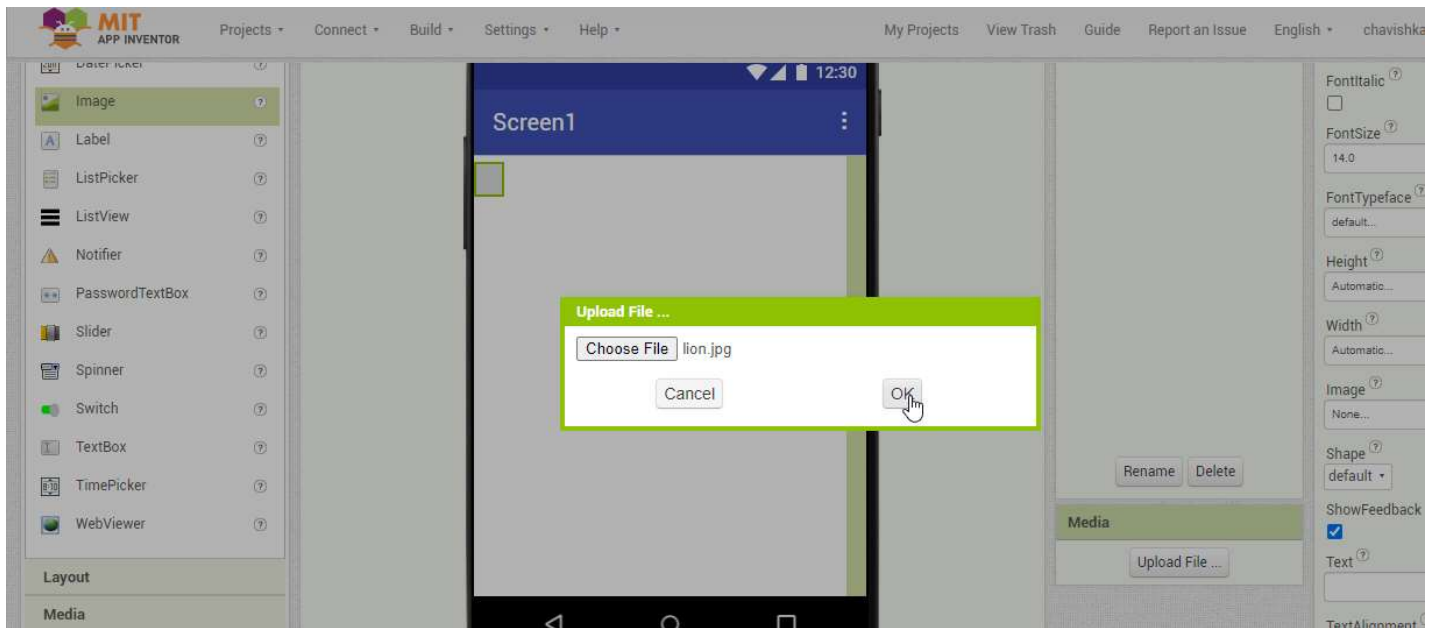 MIT
APP INVENTOR
Projects
Connect
Build
Settings
Help
My Projects
View Trash
Guide
Report an Issue
English
chavishka
DatePicker
Image
Label
ListPicker
ListView
Notifier
PasswordTextBox
Slider
Spinner
Switch
TextBox
TimePicker
WebViewer
Layout
Media
12:30
Screen1
Upload File ...
Choose File lion.jpg
Cancel
OK
Rename
Delete
Media
Upload File ...
FontItalic
FontSize
14.0
FontTypeface
default...
Height
Automatic...
Width
Automatic...
Image
None...
Shape
default
ShowFeedback
Text
TextAlignment